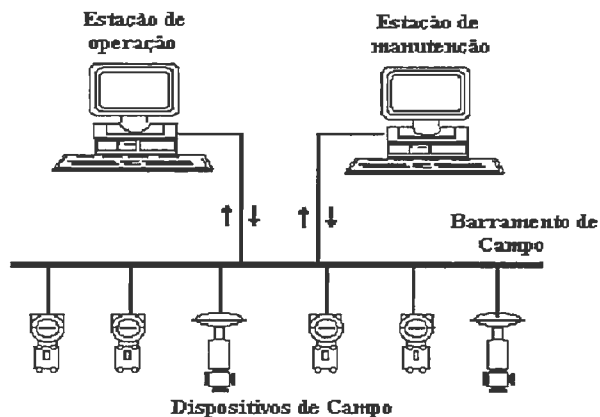 Estação de
operação
Estação de
manutenção
Barramento de
Campo
Dispositivos de Campo